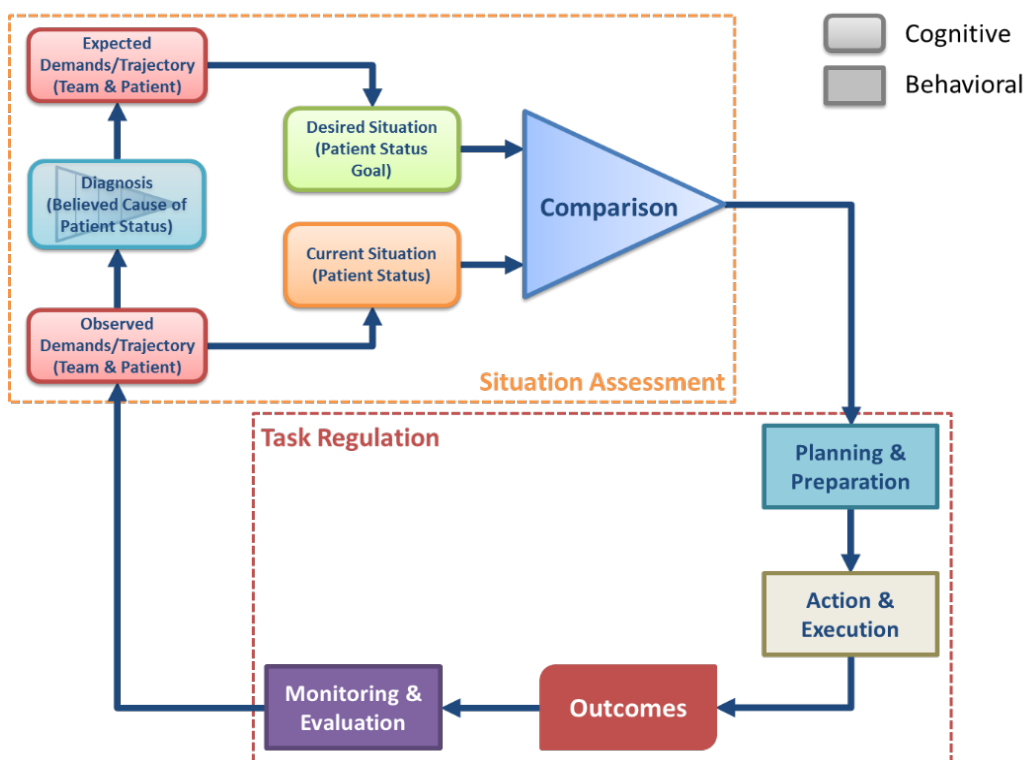 Cognitive
Behavioral
Expected
Demands/Trajectory
(Team & Patient)
Desired Situation
(Patient Status
Goal)
Diagnosis
(Believed Cause of
Patient Status)
Comparison
Current Situation
(Patient Status)
Observed
Demands/Trajectory
(Team & Patient)
Situation Assessment
Task Regulation
Planning &
Preparation
Action &
Execution
Monitoring &
Evaluation
Outcomes